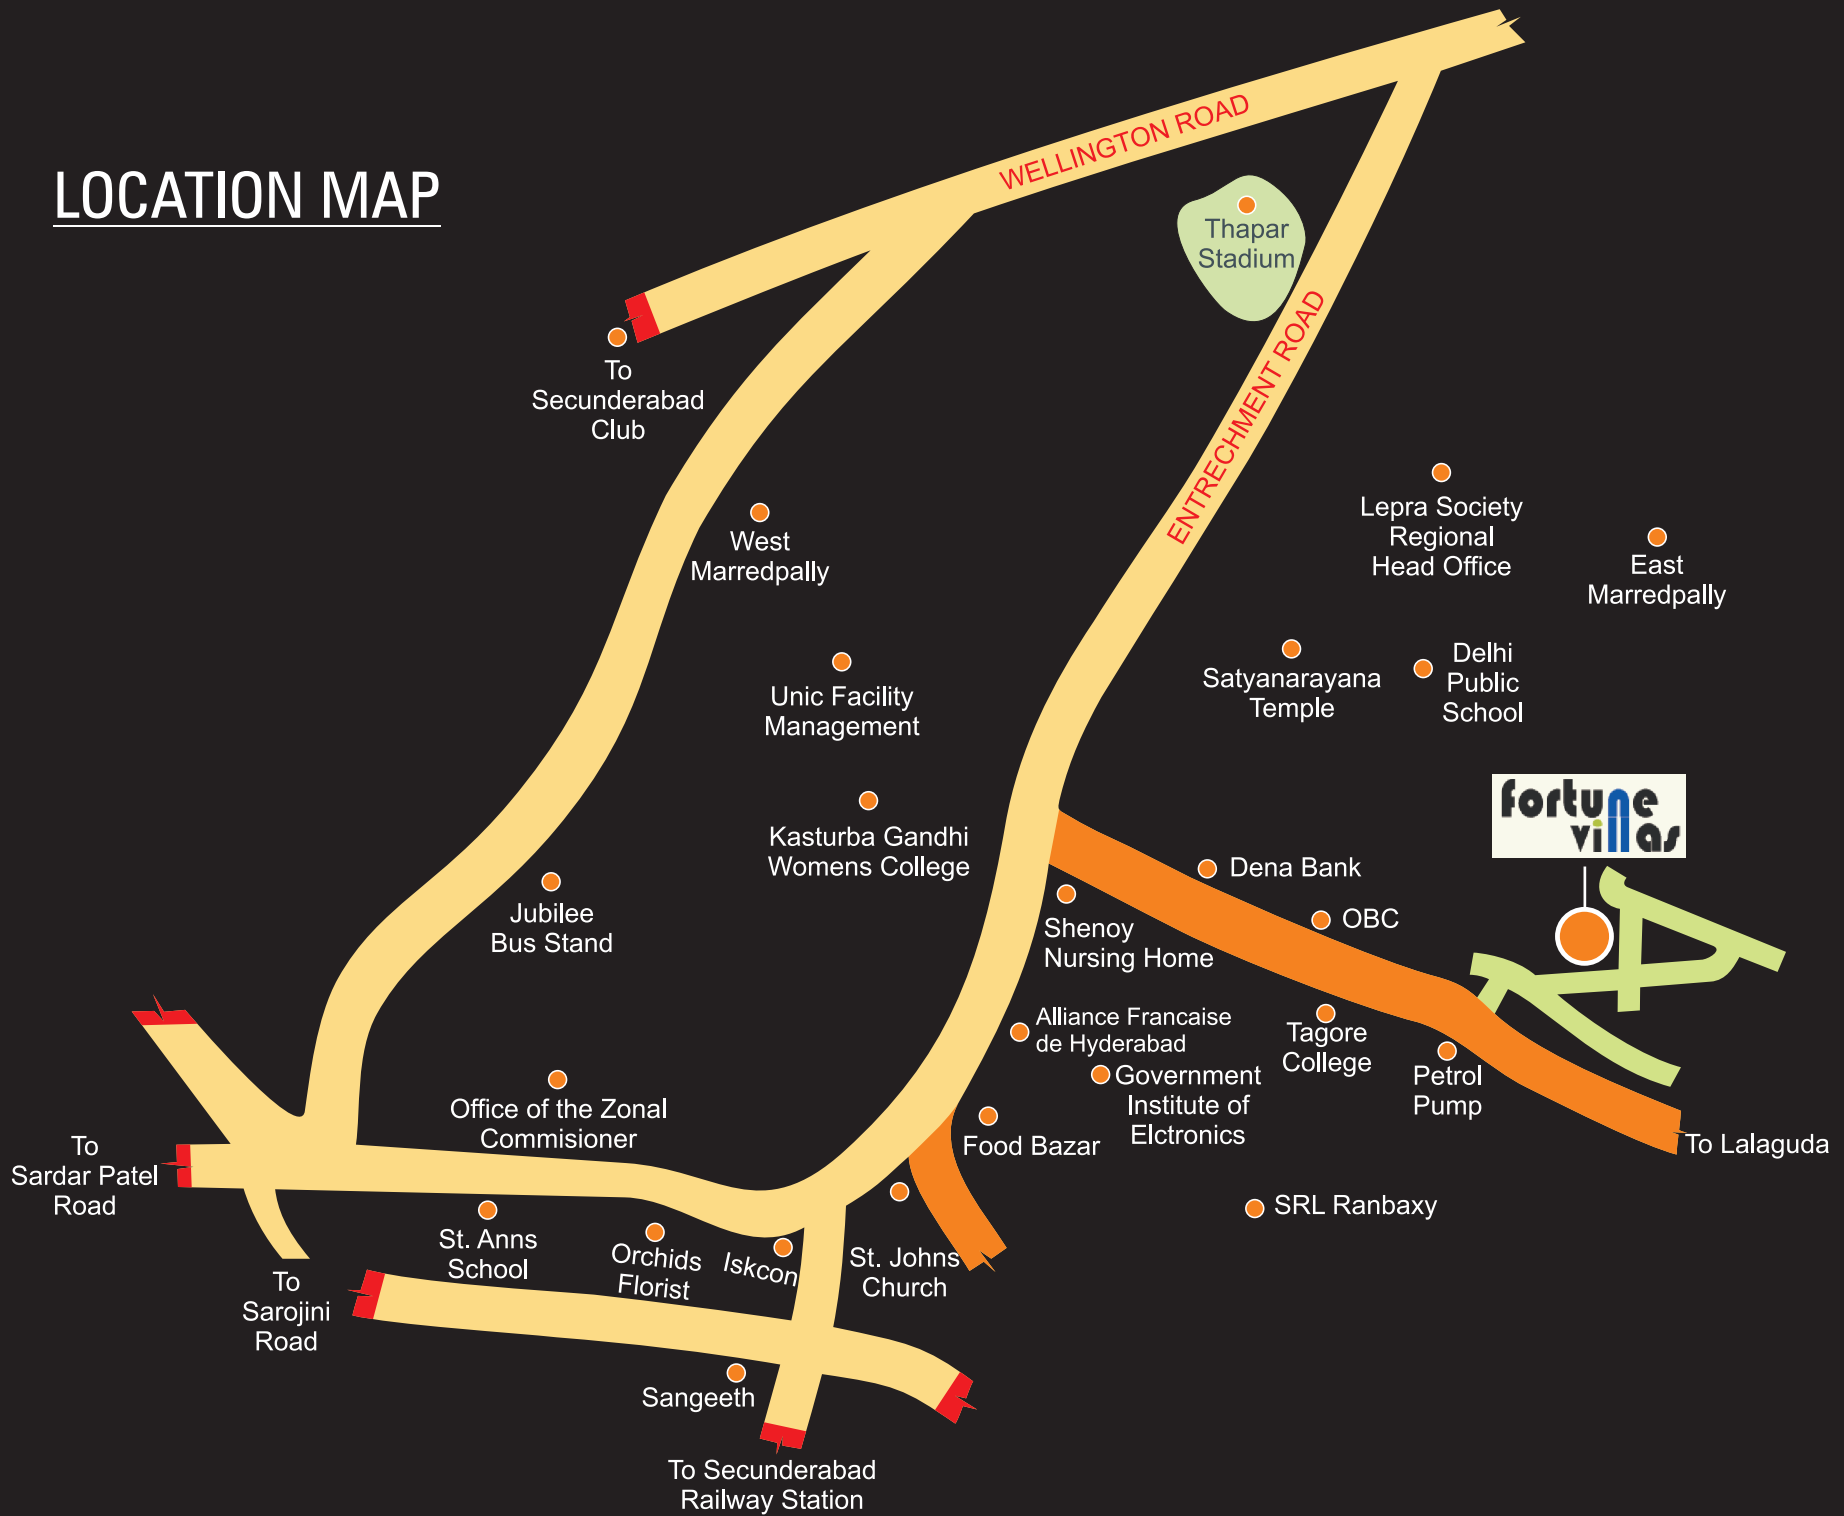 LOCATION MAP
WELLINGTON ROAD
Thapar
Stadium
ENTRECHMENT ROAD
To
Secunderabad
Club
West
Marredpally
Lepra Society
Regional
Head Office
East
Marredpally
Unic Facility
Management
Satyanarayana
Temple
Delhi
Public
School
fortune
villas
Kasturba Gandhi
Womens College
Jubilee
Bus Stand
Dena Bank
Shenoy
Nursing Home
OBC
Alliance Francaise
de Hyderabad
Tagore
College
Government
Institute of
Elctronics
Petrol
Pump
Office of the Zonal
Commisioner
Food Bazar
To Lalaguda
To
Sardar Patel
Road
SRL Ranbaxy
St. Anns
School
Orchids
Florist
Iskcon
St. Johns
Church
To
Sarojini
Road
Sangeeth
To Secunderabad
Railway Station